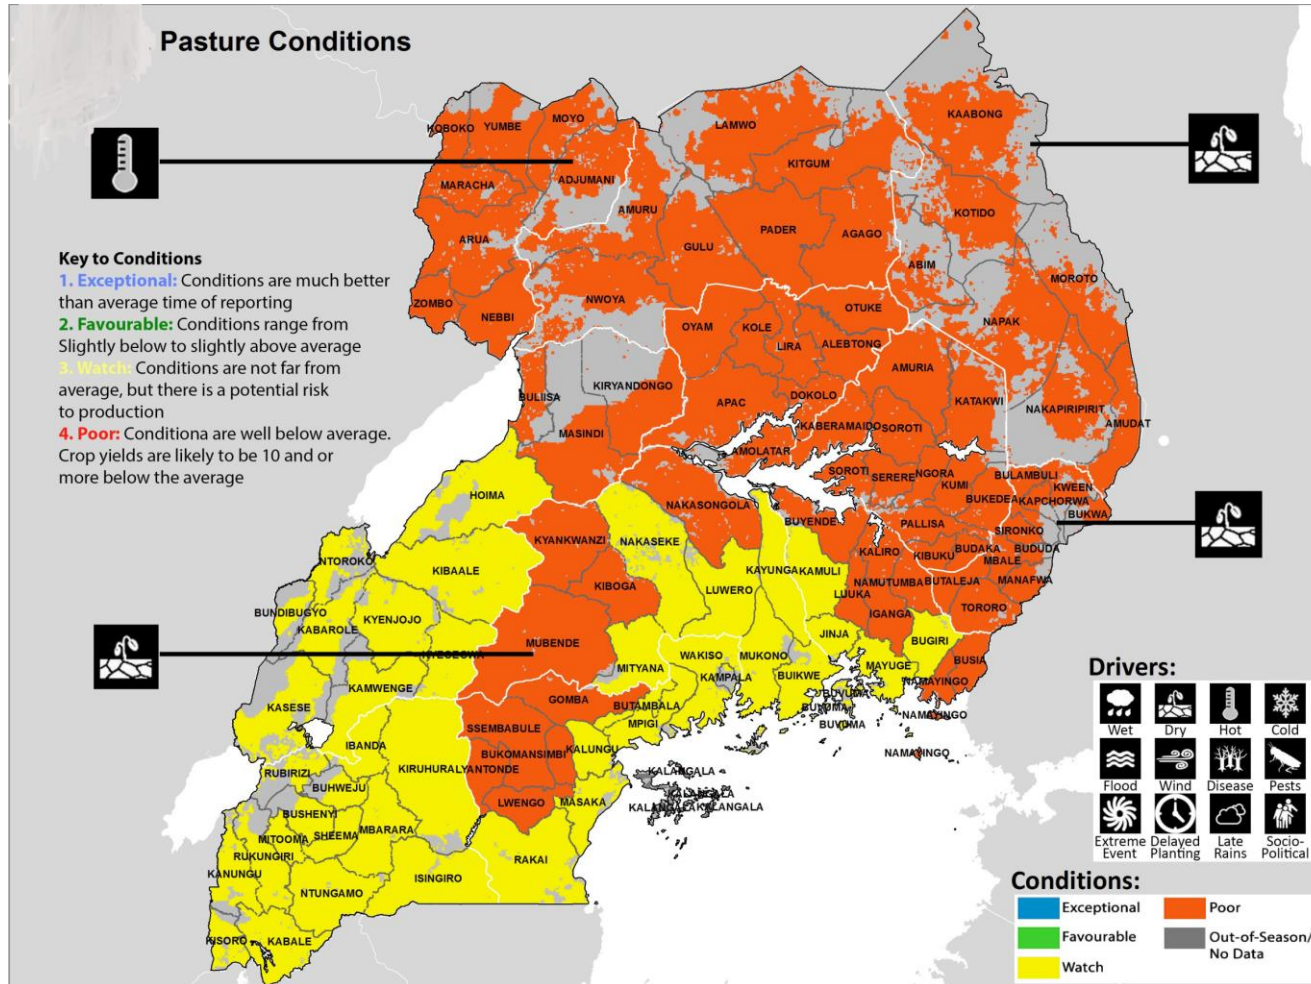 Pasture Conditions
KOBOKO
YUMBE
MOYO
LAMWO
KAABONG
KITGUM
MARACHA
ADJUMANI
AMURU
KOTIDO
ARUA
GULU
PADER
AGAGO
ABIM
MOROTO
Key to Conditions
1. Exceptional: Conditions are much better
than average time of reporting
2. Favourable: Conditions range from
Slightly below to slightly above average
3. Watch: Conditions are not far from
average, but there is a potential risk
to production
4. Poor: Conditiona are well below average.
Crop yields are likely to be 10 and or
more below the average
ZOMBO
NEBBI
NWOYA
OYAM
KOLE
OTUKE
NAPAK
LIRA
ALEBTONG
AMURIA
BULIISA
KIRYANDONGO
APAC
DOKOLO
KATAKWI
NAKAPIRIPIRIT
AMUDAT
MASINDI
KABERAMAIDO
SOROTI
AMOLATAR
SOROTI
SERERE
NGORA
KUMI
BULAMBULI
KWEEN
BUKEDEA
KAPCHORWA
BUKWA
HOIMA
NAKASONGOLA
BUYENDE
PALLISA
SIRONKO
KYANKWANZI
NAKASEKE
KALIRO
KIBUKU
BUDAKA
BUDUDA
MBALE
NTOROKO
KIBAALE
KIBOGA
LUWERO
KAYUNGA
KAMULI
NAMUTUMBA
BUTALEJA
MANAFWA
LUUKA
IGANGA
TORORO
BUNDIBUGYO
KABAROLE
KYENJOJO
MUBENDE
JINJA
BUGIRI
WAKISO
MUKONO
MITYANA
KAMPALA
BUIKWE
MAYUGE
BUSIA
NAMAYINGO
KAMWENGE
KASESE
GOMBA
BUTAMBALA
MPIGI
BUVUMA
BUVUMA
BUVUMA
NAMAYINGO
NAMAYINGO
SSEMBABULE
IBANDA
BUKOMANSIMBI
KALUNGU
KIRUHURALYANTONDE
RUBIRIZI
BUHWEJU
LWENGO
MASAKA
KALANGALA
KALANGALA
KALANGALA
KALANGALA
BUSHENYI
MITOOMA
SHEEMA
MBARARA
RUKUNGIRI
RAKAI
KANUNGU
NTUNGAMO
ISINGIRO
KISORO
KABALE
Drivers:
Wet
Dry
Hot
Cold
Flood
Wind
Disease
Pests
Extreme
Event
Delayed
Planting
Late
Rains
Socio-
Political
Conditions:
Exceptional
Poor
Favourable
Out-of-Season/
No Data
Watch